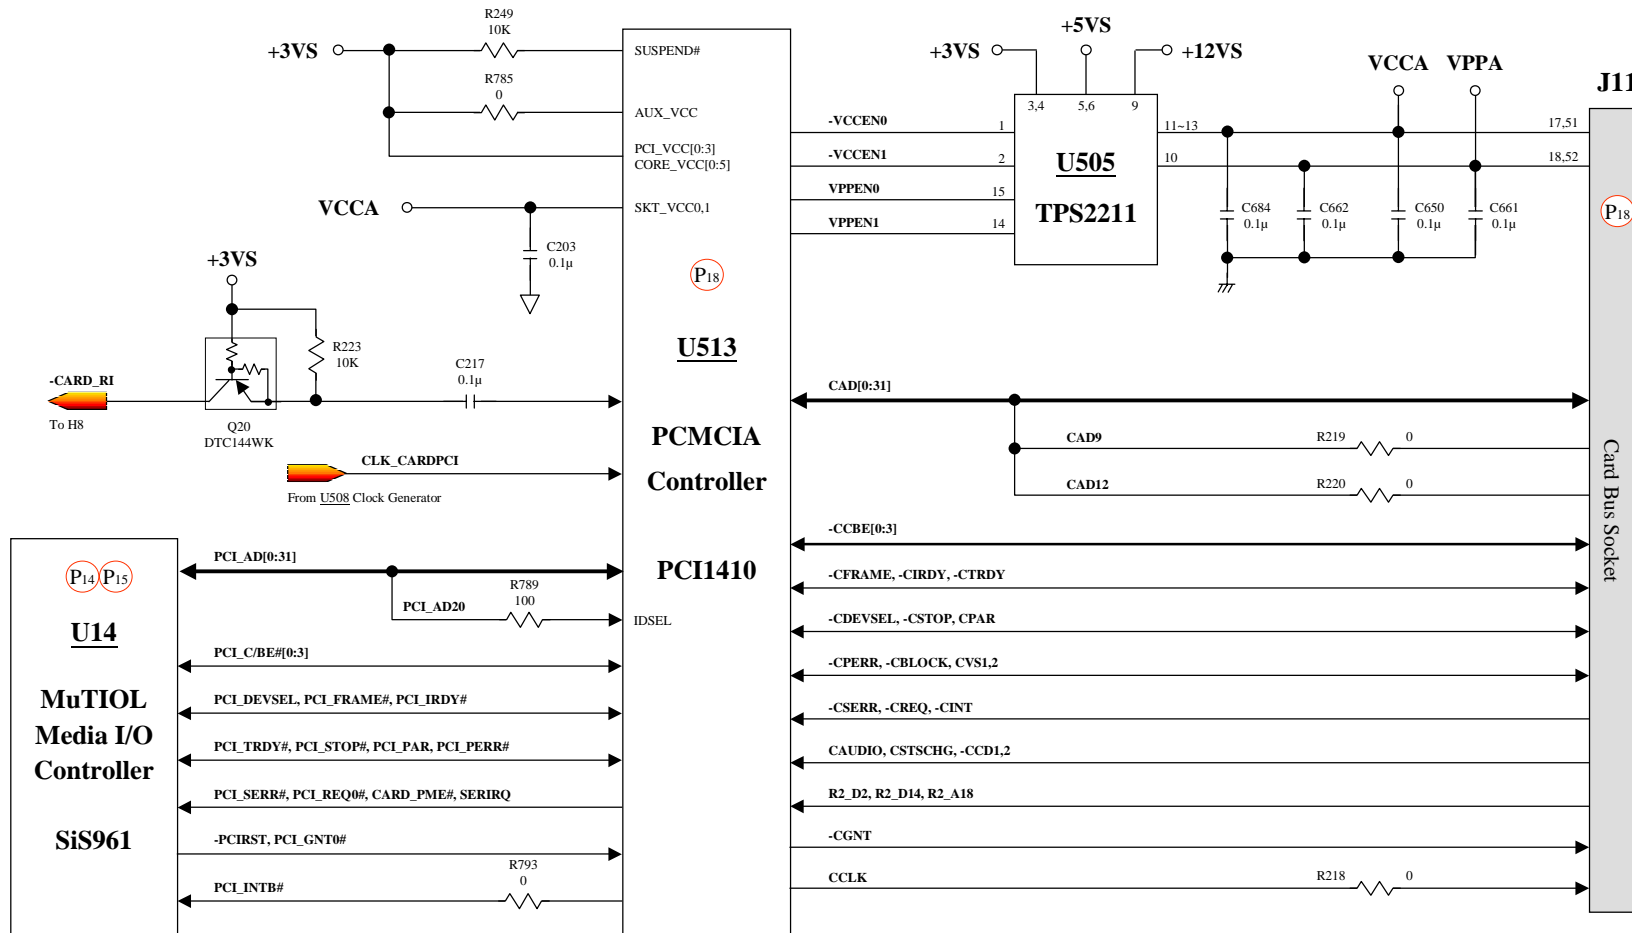 R249
10K
+3VS
SUSPEND#
R785
0
AUX_VCC
PCI_VCC[0:3]
CORE_VCC[0:5]
VCCA
SKT_VCC0,1
C203
0.1μ
+3VS
R223
10K
C217
0.1μ
-CARD_RI
To H8
Q20
DTC144WK
CLK_CARDPCI
From U508 Clock Generator
P18
U513
PCMCIA
Controller
PCI1410
P14 P15
U14
MuTIOL
Media I/O
Controller
SiS961
PCI_AD[0:31]
R789
100
PCI_AD20
IDSEL
PCI_C/BE#[0:3]
PCI_DEVSEL, PCI_FRAME#, PCI_IRDY#
PCI_TRDY#, PCI_STOP#, PCI_PAR, PCI_PERR#
PCI_SERR#, PCI_REQ0#, CARD_PME#, SERIRQ
-PCIRST, PCI_GNT0#
R793
0
PCI_INTB#
+5VS
+3VS
+12VS
3,4 5,6 9
-VCCEN0 1
-VCCEN1 2
VPPEN0 15
VPPEN1 14
U505
TPS2211
11~13
10
VCCA VPPA
J11
17,51
18,52
C684
0.1μ
C662
0.1μ
C650
0.1μ
C661
0.1μ
P18
CAD[0:31]
CAD9 R219 0
CAD12 R220 0
-CCBE[0:3]
-CFRAME, -CIRDY, -CTRDY
-CDEVSEL, -CSTOP, CPAR
-CPERR, -CBLOCK, CVS1,2
-CSERR, -CREQ, -CINT
CAUDIO, CSTSCHG, -CCD1,2
R2_D2, R2_D14, R2_A18
-CGNT
CCLK R218 0
Card Bus Socket